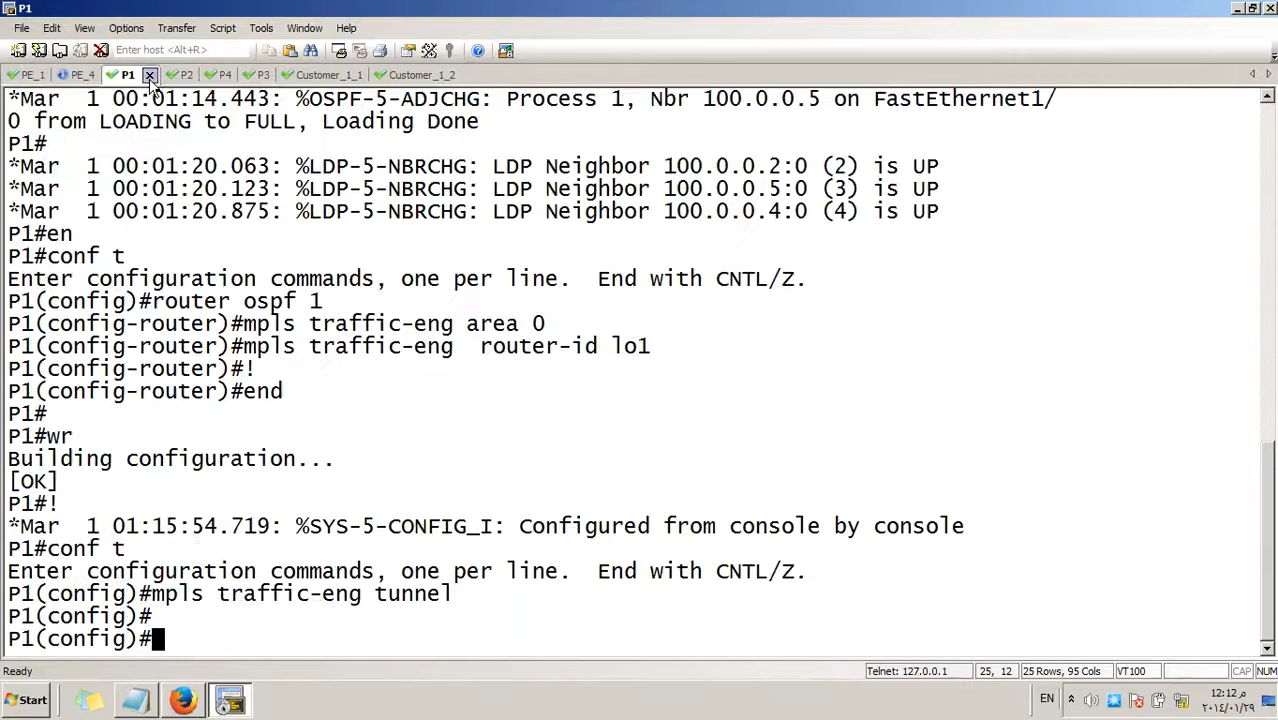 P1
File Edit View Options Transfer Script Tools Window Help
Enter host <Alt+R>
PE_1 PE_4 P1 P2 P4 P3 Customer_1_1 Customer_1_2
*Mar  1 00:01:14.443: %OSPF-5-ADJCHG: Process 1, Nbr 100.0.0.5 on FastEthernet1/
0 from LOADING to FULL, Loading Done
P1#
*Mar  1 00:01:20.063: %LDP-5-NBRCHG: LDP Neighbor 100.0.0.2:0 (2) is UP
*Mar  1 00:01:20.123: %LDP-5-NBRCHG: LDP Neighbor 100.0.0.5:0 (3) is UP
*Mar  1 00:01:20.875: %LDP-5-NBRCHG: LDP Neighbor 100.0.0.4:0 (4) is UP
P1#en
P1#conf t
Enter configuration commands, one per line.  End with CNTL/Z.
P1(config)#router ospf 1
P1(config-router)#mpls traffic-eng area 0
P1(config-router)#mpls traffic-eng  router-id lo1
P1(config-router)#!
P1(config-router)#end
P1#
P1#wr
Building configuration...
[OK]
P1#!
*Mar  1 01:15:54.719: %SYS-5-CONFIG_I: Configured from console by console
P1#conf t
Enter configuration commands, one per line.  End with CNTL/Z.
P1(config)#mpls traffic-eng tunnel
P1(config)#
P1(config)#
Ready Telnet: 127.0.0.1 25, 12 25 Rows, 95 Cols VT100 CAP NUM
Start EN م 12:12
٢٠١٤/٠١/٢٩